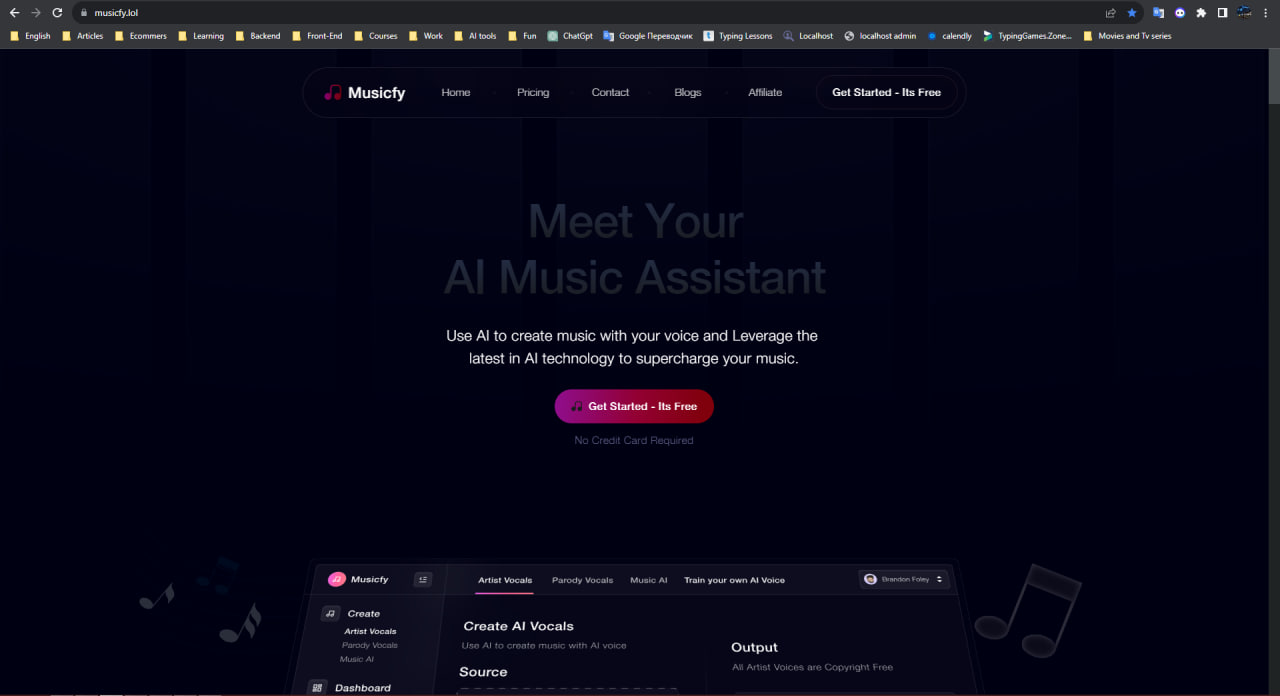 musicfy.lol
English Articles Ecommers Learning Backend Front-End Courses Work AI tools Fun ChatGpt Google Переводчик Typing Lessons Localhost localhost admin calendly TypingGames.Zone... Movies and Tv series
Musicfy Home Pricing Contact Blogs Affiliate Get Started - Its Free
Meet Your
AI Music Assistant
Use AI to create music with your voice and Leverage the
latest in AI technology to supercharge your music.
Get Started - Its Free
No Credit Card Required
Musicfy Artist Vocals Parody Vocals Music AI Train your own AI Voice Brandon Foley
Create
Artist Vocals
Parody Vocals
Music AI
Dashboard
Create AI Vocals
Use AI to create music with AI voice
Source
Output
All Artist Voices are Copyright Free